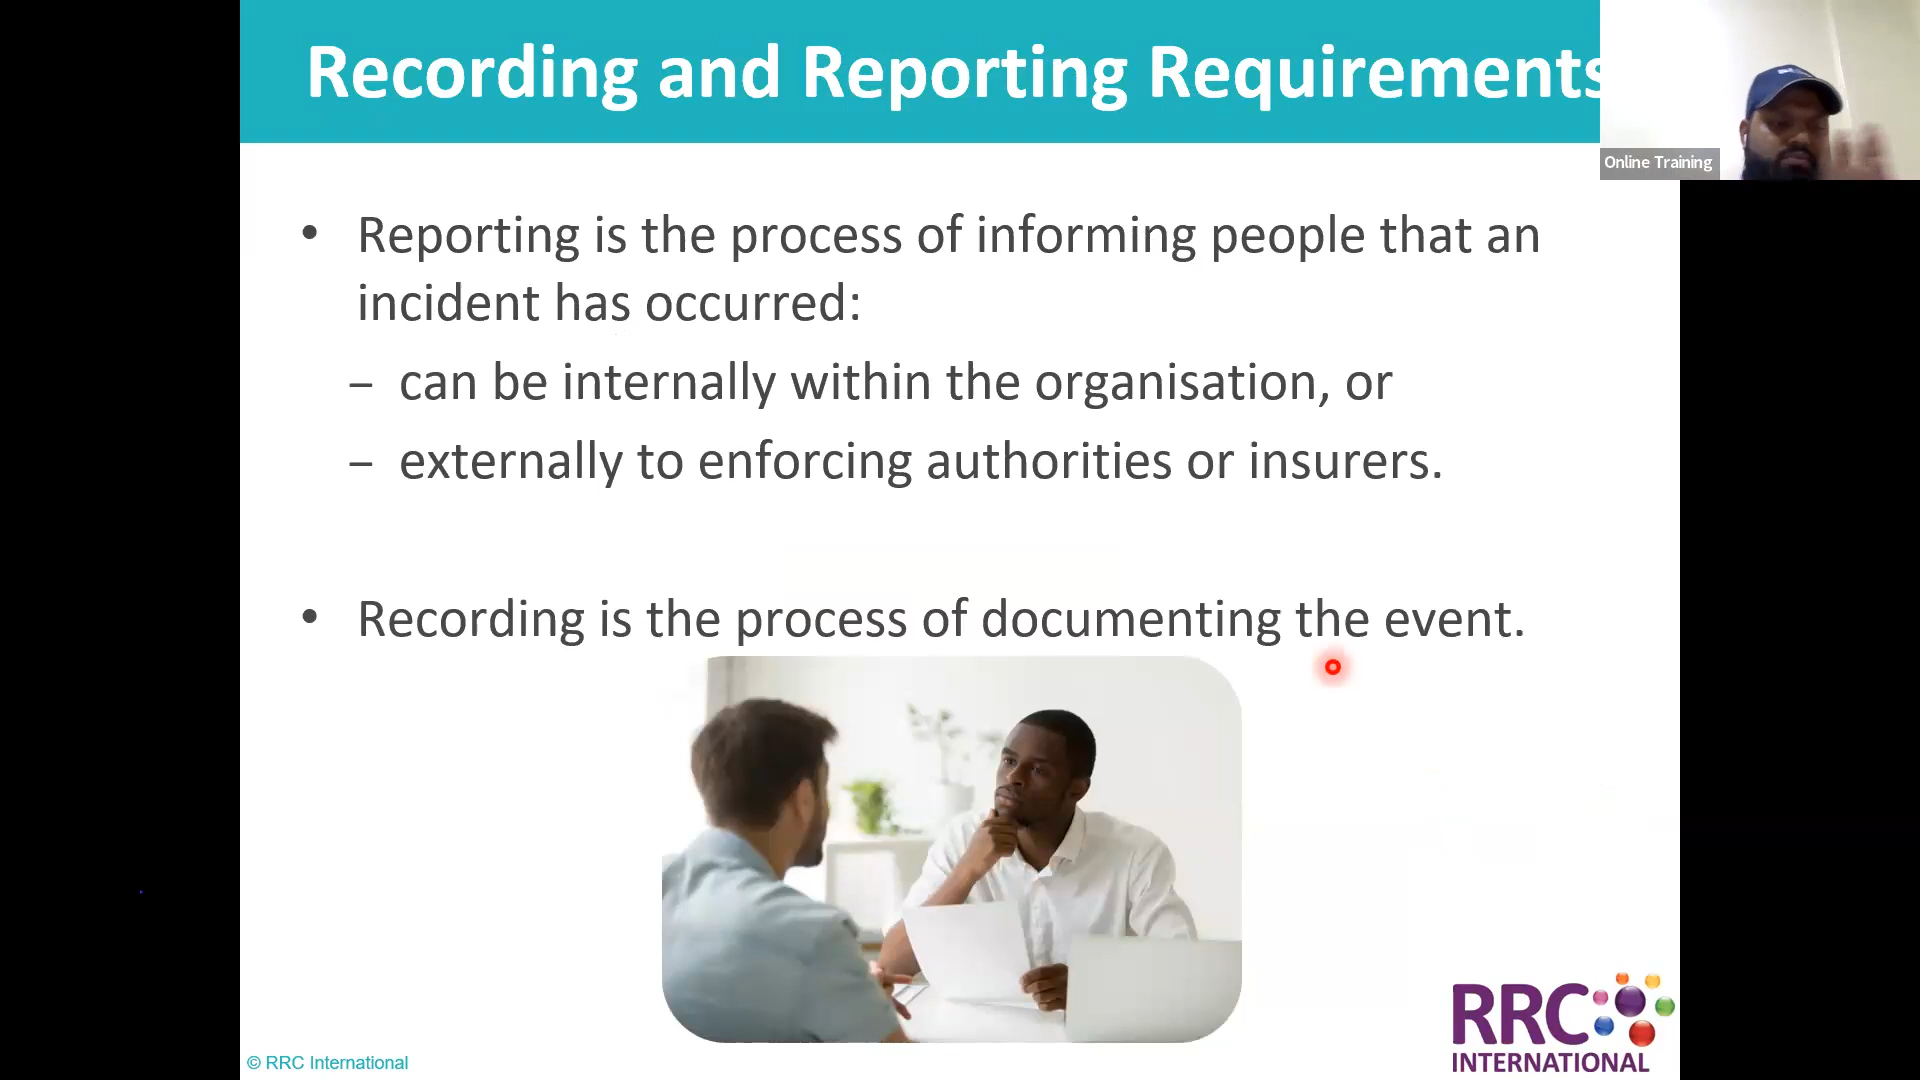 Recording and Reporting Requirements
Online Training
• Reporting is the process of informing people that an
incident has occurred:
– can be internally within the organisation, or
– externally to enforcing authorities or insurers.
• Recording is the process of documenting the event.
RRC
INTERNATIONAL
© RRC International